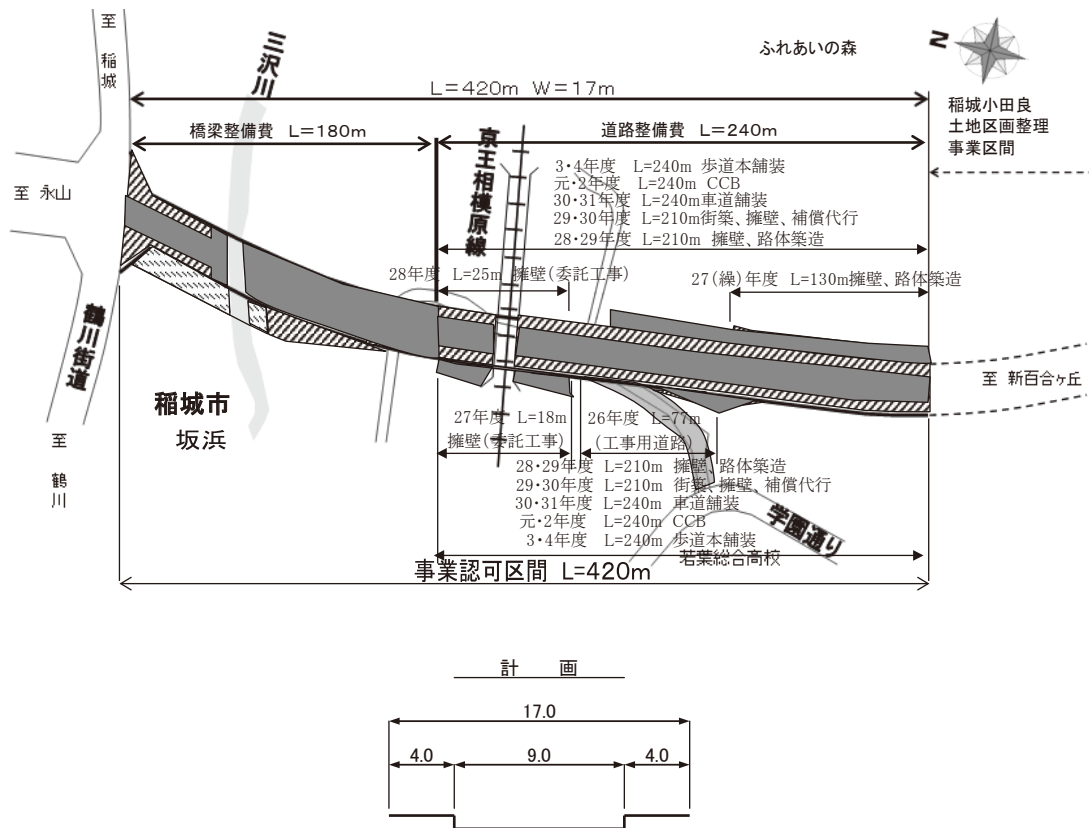 至
稲
城
三沢川
ふれあいの森
N
L=420m W=17m
稲城小田良
土地区画整理
事業区間
橋梁整備費 L=180m
道路整備費 L=240m
京王相模原線
3・4年度 L=240m 歩道本舗装
元・2年度 L=240m CCB
30・31年度 L=240m車道舗装
29・30年度 L=210m街築、擁壁、補償代行
28・29年度 L=210m 擁壁、路体築造
至 永山
28年度 L=25m 擁壁(委託工事)
27(繰)年度 L=130m擁壁、路体築造
鶴川街道
至 新百合ヶ丘
稲城市
坂浜
至
鶴
川
27年度 L=18m
擁壁(委託工事)
26年度 L=77m
(工事用道路)
28・29年度 L=210m 擁壁、路体築造
29・30年度 L=210m 街築、擁壁、補償代行
30・31年度 L=240m 車道舗装
元・2年度 L=240m CCB
3・4年度 L=240m 歩道本舗装
学園通り
若葉総合高校
事業認可区間 L=420m
計 画
17.0
4.0 9.0 4.0